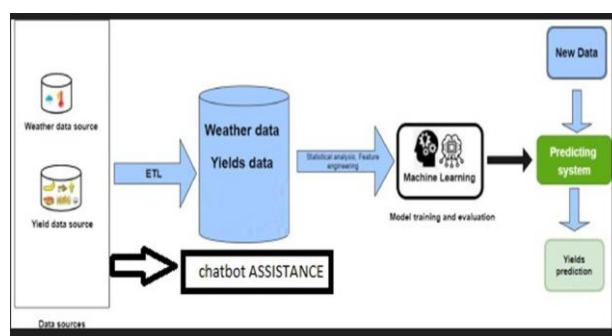 Weather data source
Yield data source
Data sources
ETL
Weather data
Yields data
chatbot ASSISTANCE
Statistical analysis, Feature
engineering
Machine Learning
Model training and evaluation
New Data
Predicting
system
Yields
prediction